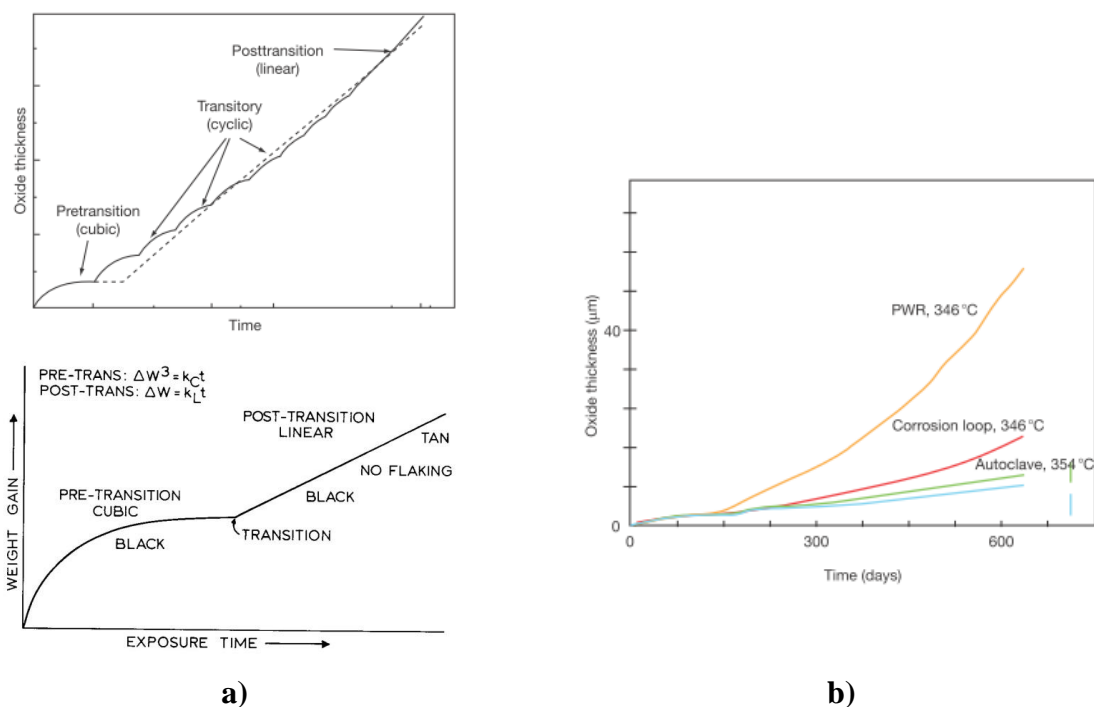 Posttransition
(linear)
Transitory
(cyclic)
Pretransition
(cubic)
Oxide thickness
Time
PRE-TRANS: ΔW³ = k_C t
POST-TRANS: ΔW = k_L t
POST-TRANSITION
LINEAR
TAN
NO FLAKING
PRE-TRANSITION
CUBIC
BLACK
BLACK
TRANSITION
WEIGHT GAIN
EXPOSURE TIME
a)
PWR, 346 °C
Corrosion loop, 346 °C
Autoclave, 354 °C
Oxide thickness (μm)
40
0
0
300
600
Time (days)
b)